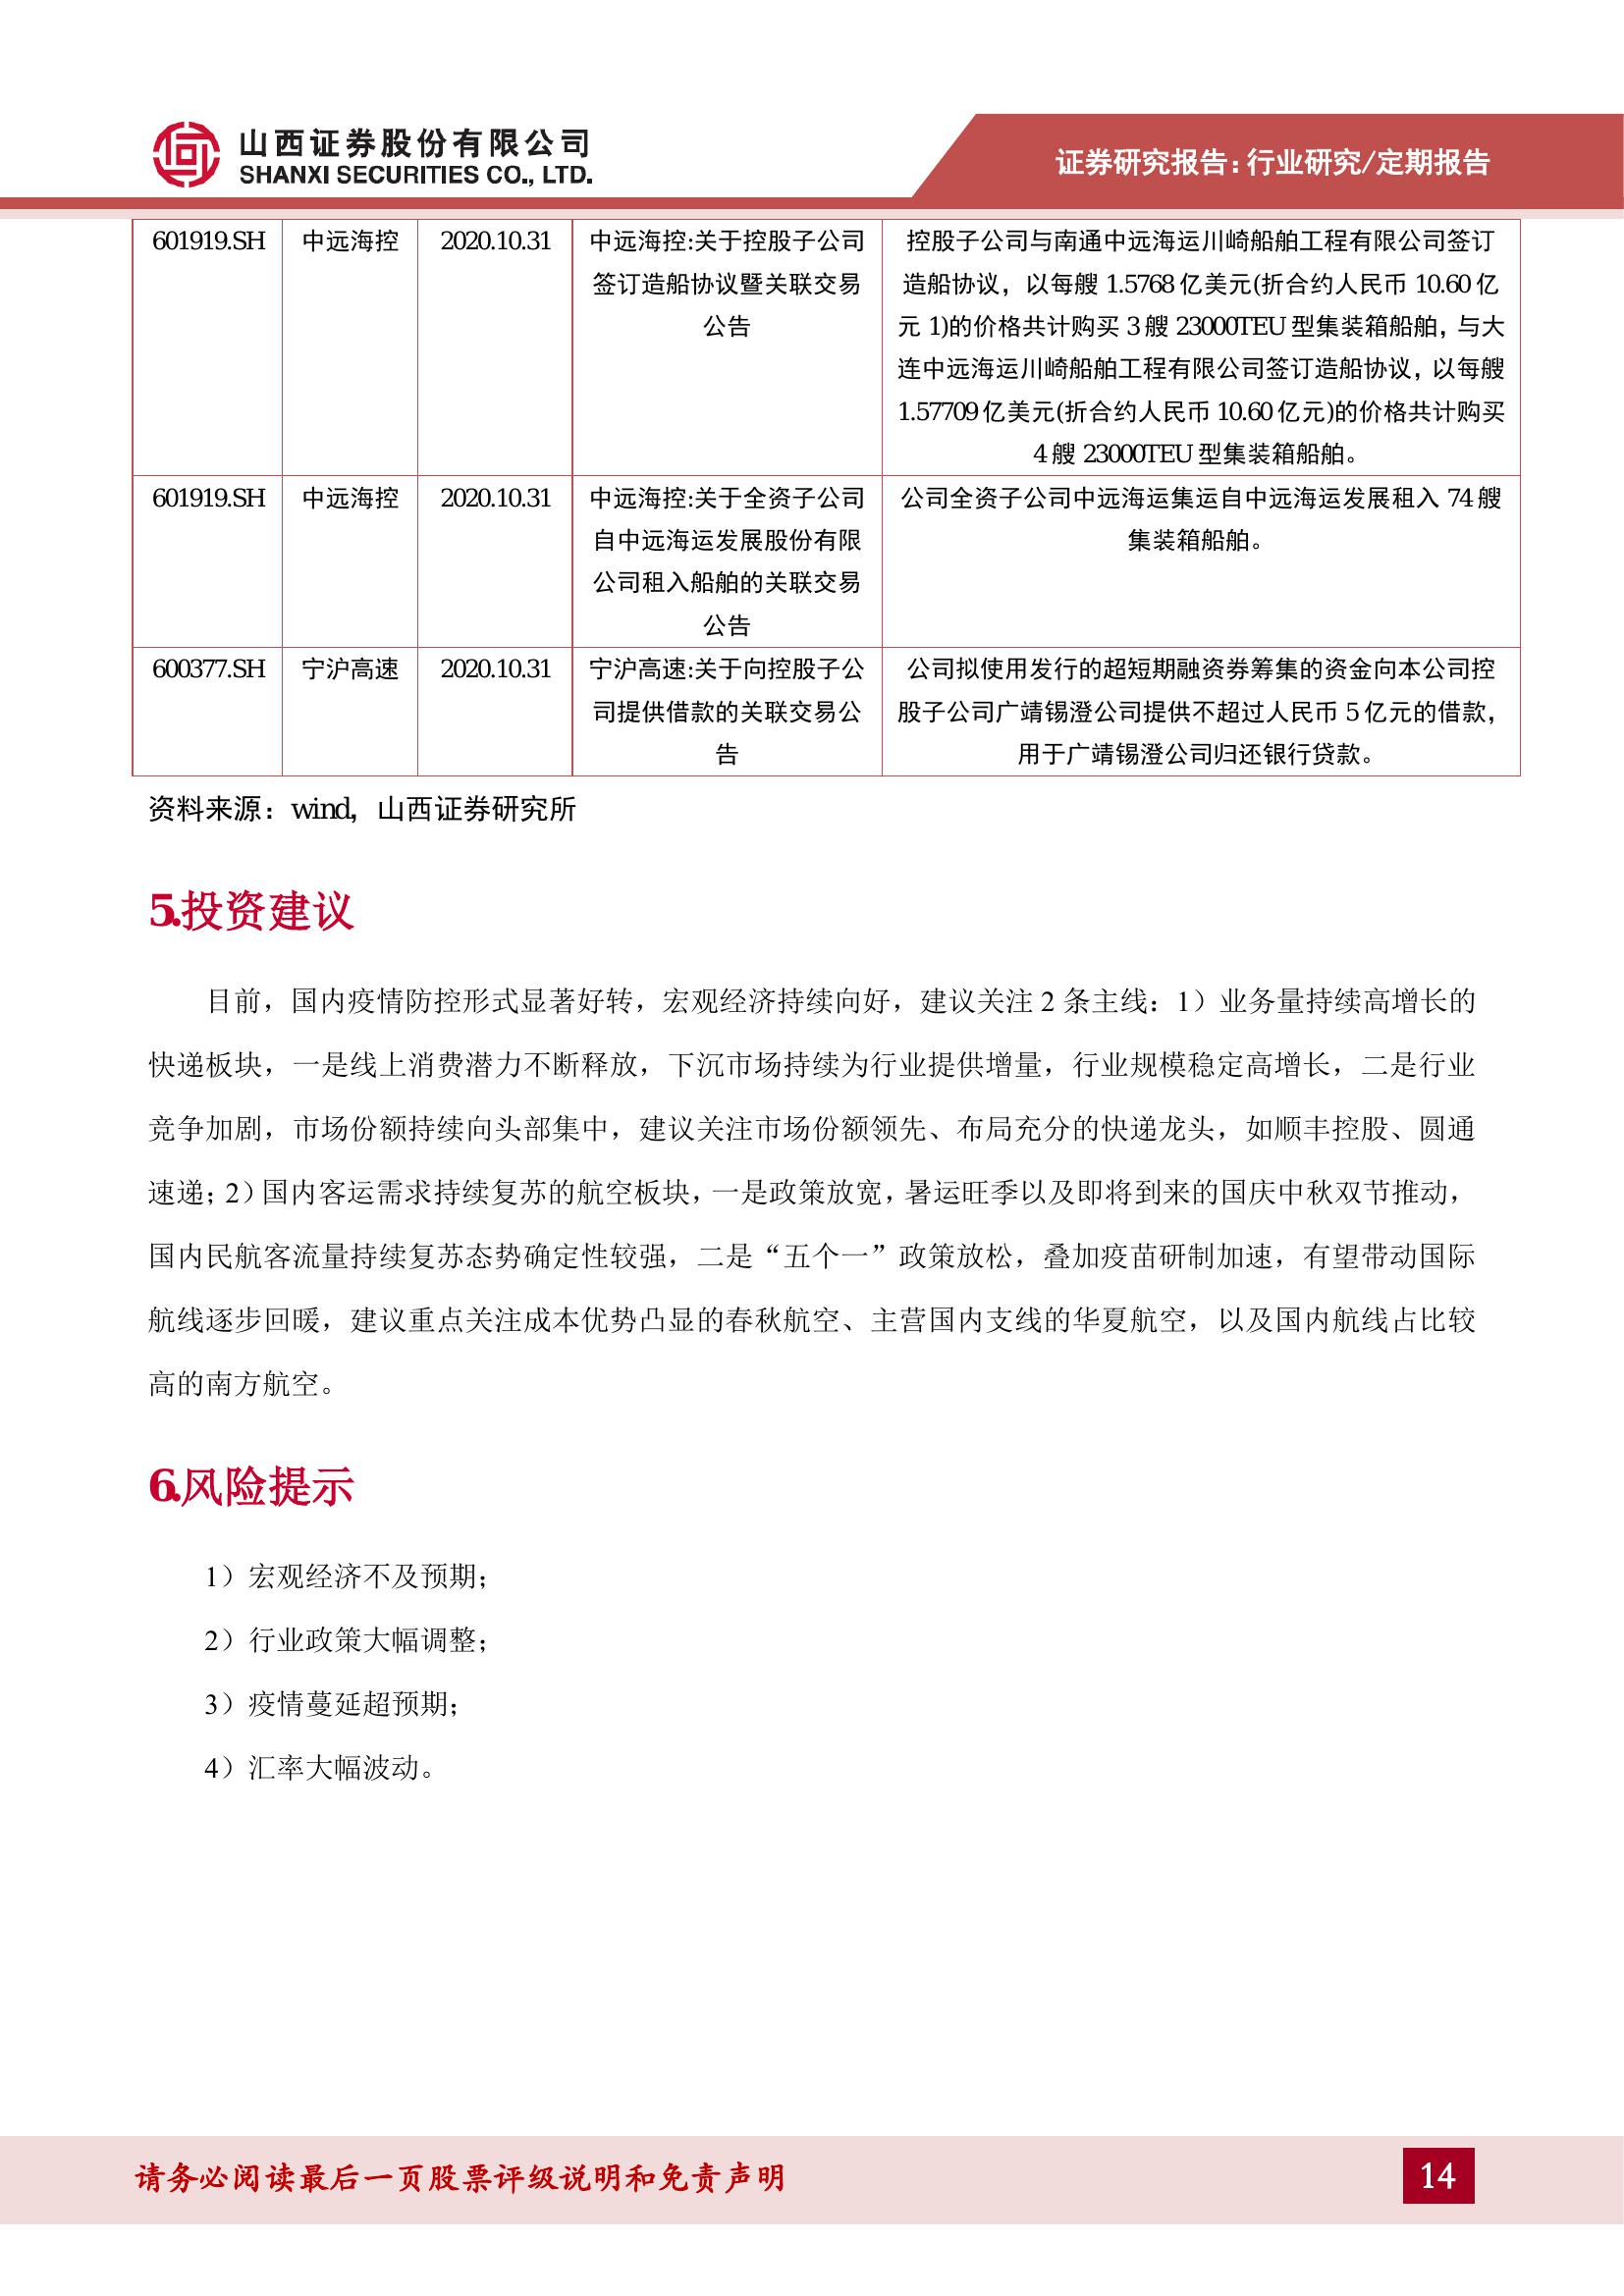 山西证券股份有限公司
SHANXI SECURITIES CO., LTD.
证券研究报告：行业研究/定期报告
601919.SH
中远海控
2020.10.31
中远海控:关于控股子公司
签订造船协议暨关联交易
公告
控股子公司与南通中远海运川崎船舶工程有限公司签订
造船协议，以每艘 1.5768 亿美元(折合约人民币 10.60 亿
元 1)的价格共计购买 3 艘 23000TEU 型集装箱船舶，与大
连中远海运川崎船舶工程有限公司签订造船协议，以每艘
1.57709 亿美元(折合约人民币 10.60 亿元)的价格共计购买
4 艘 23000TEU 型集装箱船舶。
601919.SH
中远海控
2020.10.31
中远海控:关于全资子公司
自中远海运发展股份有限
公司租入船舶的关联交易
公告
公司全资子公司中远海运集运自中远海运发展租入 74 艘
集装箱船舶。
600377.SH
宁沪高速
2020.10.31
宁沪高速:关于向控股子公
司提供借款的关联交易公
告
公司拟使用发行的超短期融资券筹集的资金向本公司控
股子公司广靖锡澄公司提供不超过人民币 5 亿元的借款，
用于广靖锡澄公司归还银行贷款。
资料来源：wind，山西证券研究所
5.投资建议
目前，国内疫情防控形式显著好转，宏观经济持续向好，建议关注 2 条主线：1）业务量持续高增长的
快递板块，一是线上消费潜力不断释放，下沉市场持续为行业提供增量，行业规模稳定高增长，二是行业
竞争加剧，市场份额持续向头部集中，建议关注市场份额领先、布局充分的快递龙头，如顺丰控股、圆通
速递；2）国内客运需求持续复苏的航空板块，一是政策放宽，暑运旺季以及即将到来的国庆中秋双节推动，
国内民航客流量持续复苏态势确定性较强，二是“五个一”政策放松，叠加疫苗研制加速，有望带动国际
航线逐步回暖，建议重点关注成本优势凸显的春秋航空、主营国内支线的华夏航空，以及国内航线占比较
高的南方航空。
6.风险提示
1）宏观经济不及预期；
2）行业政策大幅调整；
3）疫情蔓延超预期；
4）汇率大幅波动。
请务必阅读最后一页股票评级说明和免责声明
14